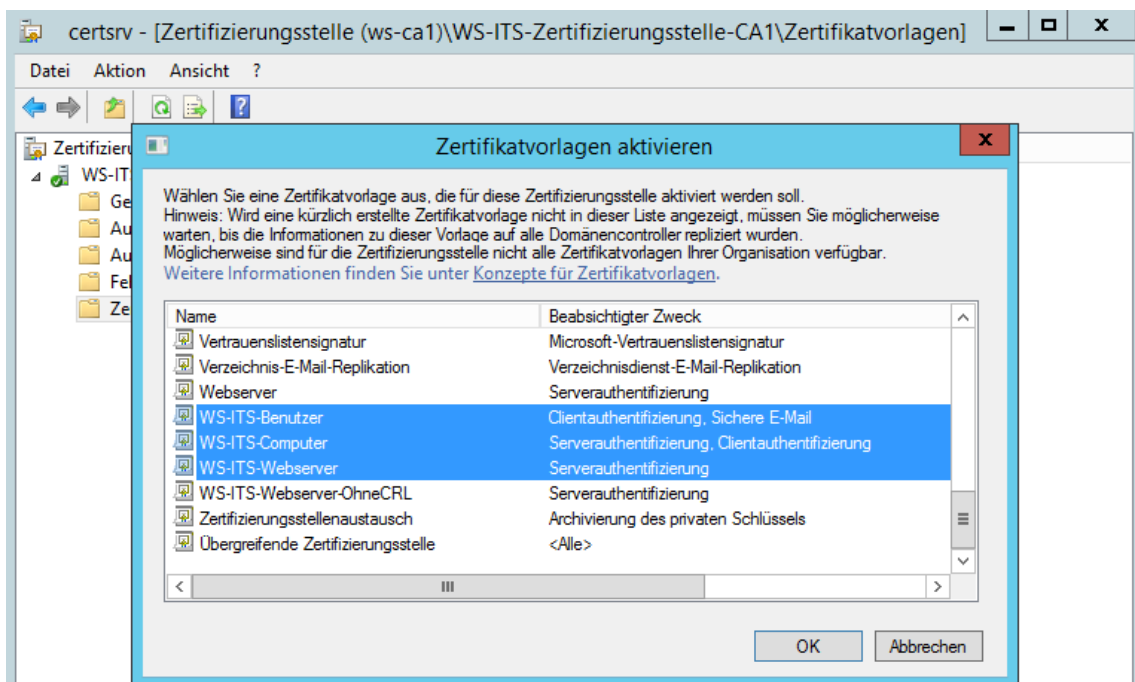 certsrv - [Zertifizierungsstelle (ws-ca1)\WS-ITS-Zertifizierungsstelle-CA1\Zertifikatvorlagen]
Datei Aktion Ansicht ?
Zertifikatvorlagen aktivieren
Wählen Sie eine Zertifikatvorlage aus, die für diese Zertifizierungsstelle aktiviert werden soll.
Hinweis: Wird eine kürzlich erstellte Zertifikatvorlage nicht in dieser Liste angezeigt, müssen Sie möglicherweise
warten, bis die Informationen zu dieser Vorlage auf alle Domänencontroller repliziert wurden.
Möglicherweise sind für die Zertifizierungsstelle nicht alle Zertifikatvorlagen Ihrer Organisation verfügbar.
Weitere Informationen finden Sie unter Konzepte für Zertifikatvorlagen.
Name Beabsichtigter Zweck
Vertrauenslistensignatur Microsoft-Vertrauenslistensignatur
Verzeichnis-E-Mail-Replikation Verzeichnisdienst-E-Mail-Replikation
Webserver Serverauthentifizierung
WS-ITS-Benutzer Clientauthentifizierung, Sichere E-Mail
WS-ITS-Computer Serverauthentifizierung, Clientauthentifizierung
WS-ITS-Webserver Serverauthentifizierung
WS-ITS-Webserver-OhneCRL Serverauthentifizierung
Zertifizierungsstellenaustausch Archivierung des privaten Schlüssels
Übergreifende Zertifizierungsstelle <Alle>
OK Abbrechen
WS-IT
Ge
Au
Au
Ze